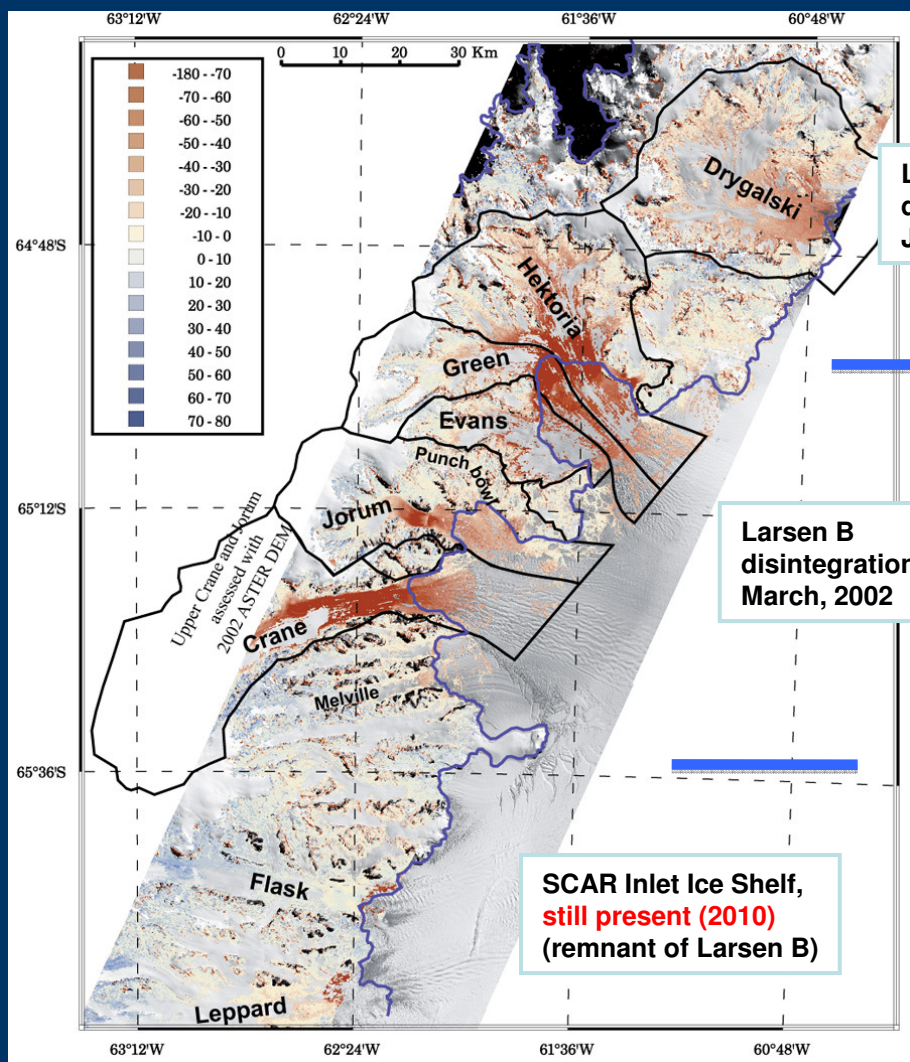 63°12'W 62°24'W 61°36'W 60°48'W
0 10 20 30 Km
-180 - -70
-70 - -60
-60 - -50
-50 - -40
-40 - -30
-30 - -20
-20 - -10
-10 - 0
0 - 10
10 - 20
20 - 30
30 - 40
40 - 50
50 - 60
60 - 70
70 - 80
Drygalski
L
d
J
64°48'S
Hektoria
Green
Evans
Punch bowl
65°12'S
Jorum
Larsen B
disintegration
March, 2002
Upper Crane and Jorum
assessed with
2002 ASTER DEM
Crane
Melville
65°36'S
Flask
SCAR Inlet Ice Shelf,
still present (2010)
(remnant of Larsen B)
Leppard
63°12'W 62°24'W 61°36'W 60°48'W